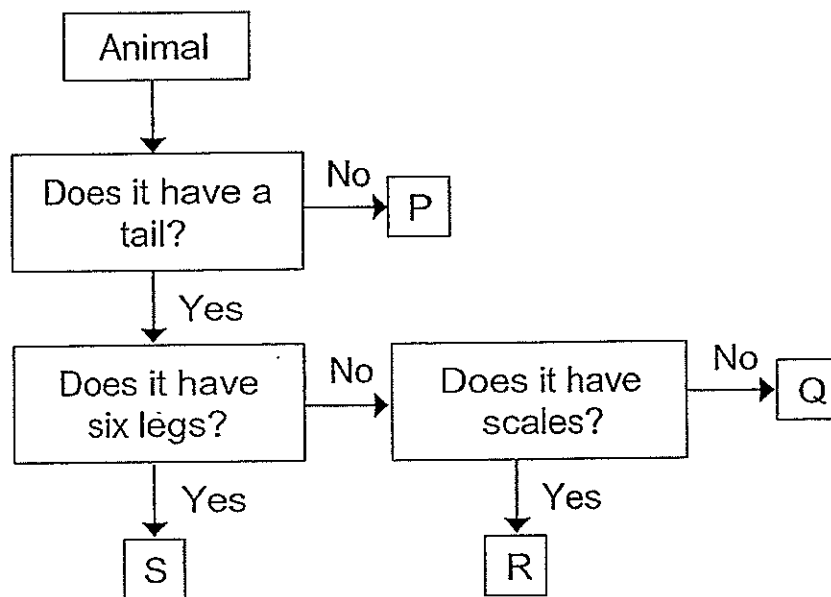 Animal
Does it have a
tail?
No
P
Yes
Does it have
six legs?
No
Does it have
scales?
No
Q
Yes
S
Yes
R